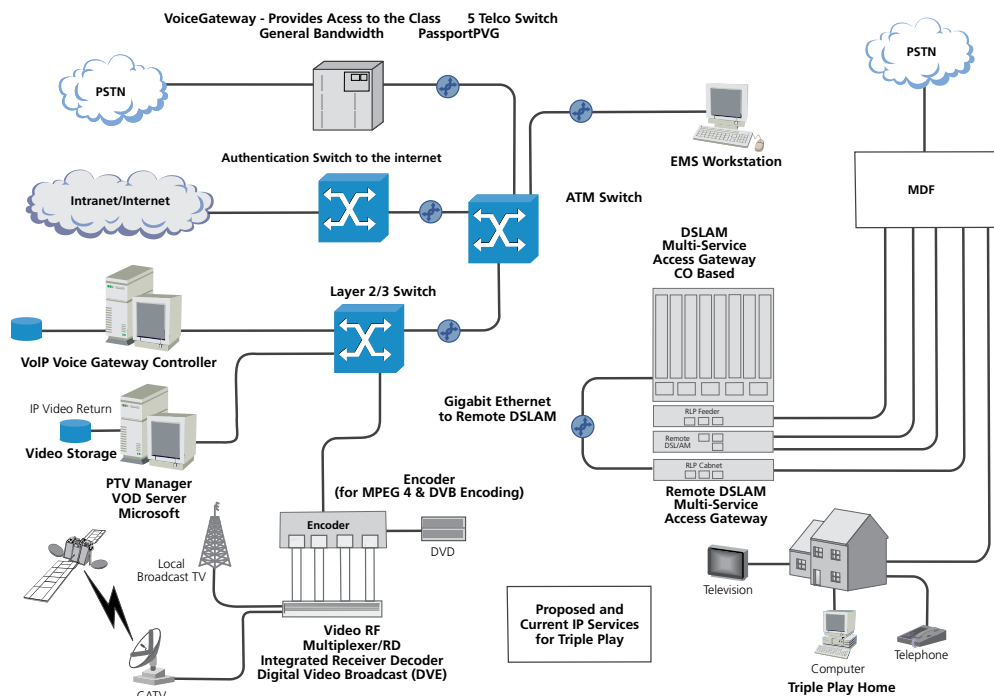 VoiceGateway - Provides Acess to the Class 5 Telco Switch
General Bandwidth PassportPVG
PSTN
PSTN
EMS Workstation
MDF
Authentication Switch to the internet
Intranet/Internet
ATM Switch
DSLAM
Multi-Service
Access Gateway
CO Based
Layer 2/3 Switch
VoIP Voice Gateway Controller
Gigabit Ethernet
to Remote DSLAM
RLP Feeder
Remote
DSL/AM
RLP Cabnet
Remote DSLAM
Multi-Service
Access Gateway
IP Video Return
Video Storage
PTV Manager
VOD Server
Microsoft
Encoder
(for MPEG 4 & DVB Encoding)
Encoder
DVD
Local
Broadcast TV
Video RF
Multiplexer/RD
Integrated Receiver Decoder
Digital Video Broadcast (DVE)
CATV
Proposed and
Current IP Services
for Triple Play
Television
Computer
Telephone
Triple Play Home